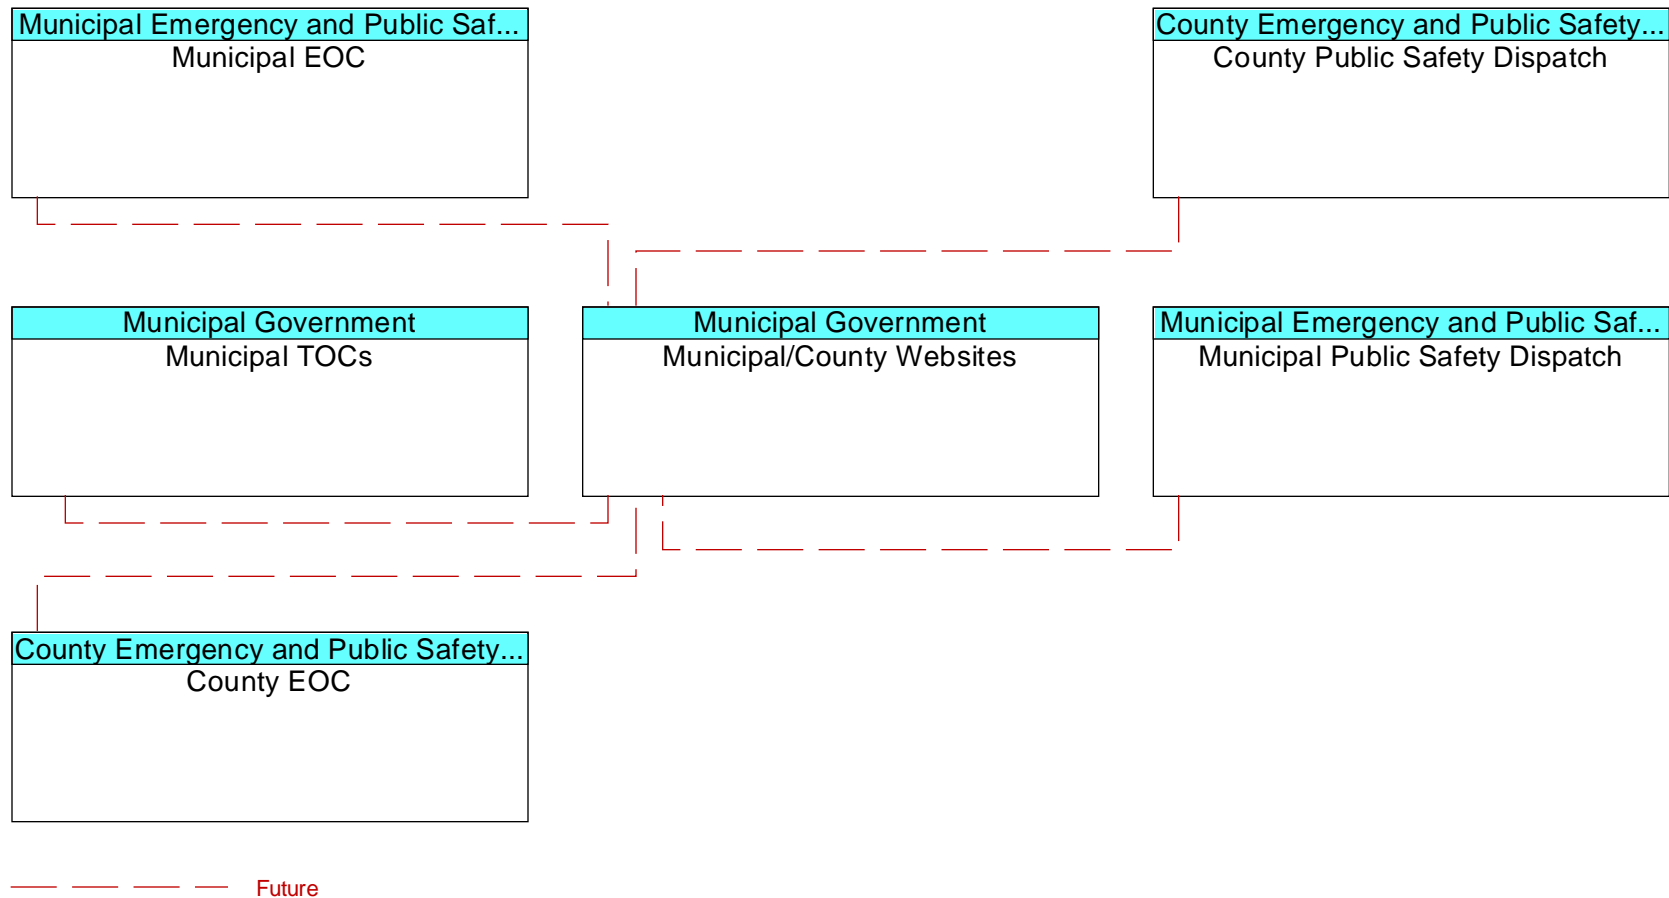 Municipal Emergency and Public Saf...
Municipal EOC
County Emergency and Public Safety...
County Public Safety Dispatch
Municipal Government
Municipal TOCs
Municipal Government
Municipal/County Websites
Municipal Emergency and Public Saf...
Municipal Public Safety Dispatch
County Emergency and Public Safety...
County EOC
Future